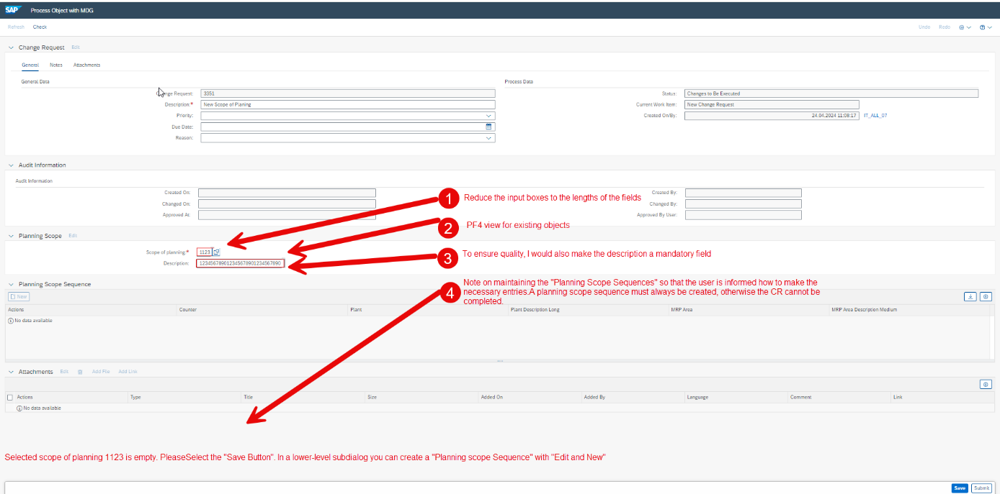 SAP Process Object with MDG
Refresh Check Undo Redo
Change Request Edit
General Notes Attachments
General Data Process Data
Change Request: 3351 Status: Changes to Be Executed
Description:* New Scope of Planing Current Work Item: New Change Request
Priority: Created On/By: 24.04.2024 11:08:17 IT_ALL_07
Due Date:
Reason:
Audit Information
Audit Information
Created On: Created By:
1 Reduce the input boxes to the lengths of the fields
Changed On: Changed By:
Approved At: Approved By User:
2 PF4 view for existing objects
Planning Scope Edit
Scope of planning:* 1123
3 To ensure quality, I would also make the description a mandatory field
Description: 123456789012345678901234567890
Planning Scope Sequence
4 Note on maintaining the "Planning Scope Sequences" so that the user is informed how to make the
necessary entries.A planning scope sequence must always be created, otherwise the CR cannot be
completed.
New
Actions Counter Plant Plant Description Long MRP Area MRP Area Description Medium
No data available
Attachments Edit Add File Add Link
Actions Type Title Size Added On Added By Language Comment Link
No data available
Selected scope of planning 1123 is empty. PleaseSelect the "Save Button". In a lower-level subdialog you can create a "Planning scope Sequence" with "Edit and New"
Save Submit